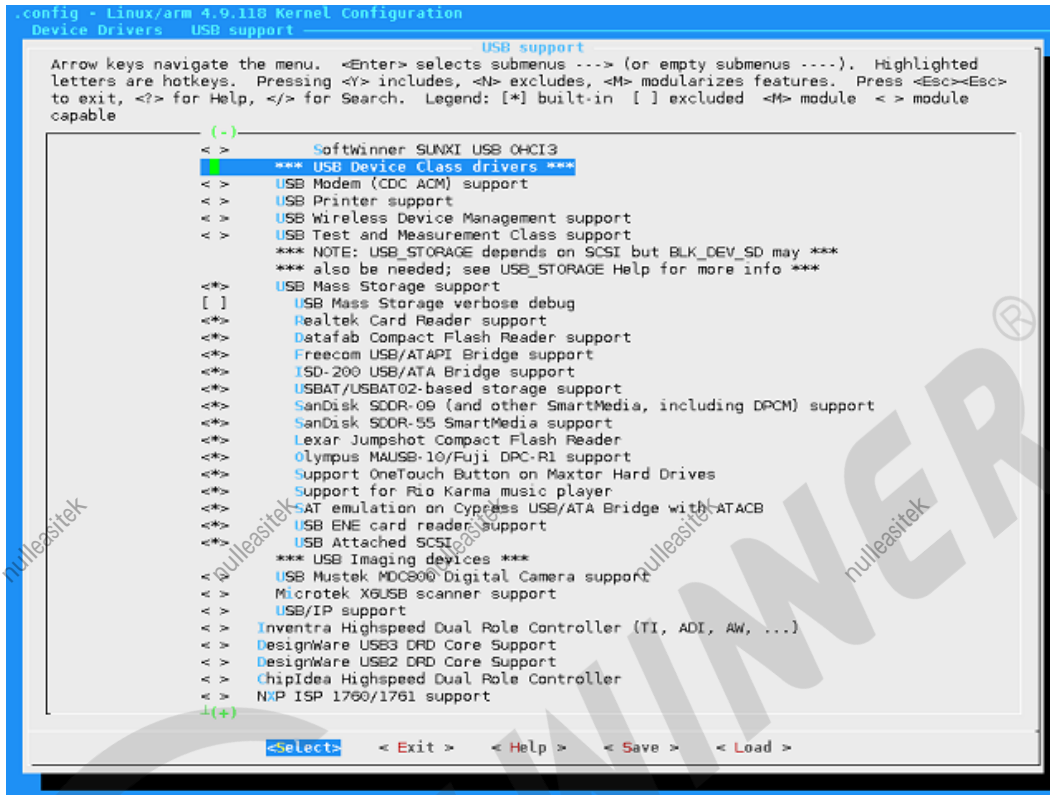 .config - Linux/arm 4.9.118 Kernel Configuration
Device Drivers   USB support
USB support
Arrow keys navigate the menu.  <Enter> selects submenus ---> (or empty submenus ----).  Highlighted
letters are hotkeys.  Pressing <Y> includes, <N> excludes, <M> modularizes features.  Press <Esc><Esc>
to exit, <?> for Help, </> for Search.  Legend: [*] built-in  [ ] excluded  <M> module  < > module
capable
(-)
< >         SoftWinner SUNXI USB OHCI3
*** USB Device Class drivers ***
< >     USB Modem (CDC ACM) support
< >     USB Printer support
< >     USB Wireless Device Management support
< >     USB Test and Measurement Class support
*** NOTE: USB_STORAGE depends on SCSI but BLK_DEV_SD may ***
*** also be needed; see USB_STORAGE Help for more info ***
<*>     USB Mass Storage support
[ ]       USB Mass Storage verbose debug
<*>       Realtek Card Reader support
<*>       Datafab Compact Flash Reader support
<*>       Freecom USB/ATAPI Bridge support
<*>       ISD-200 USB/ATA Bridge support
<*>       USBAT/USBAT02-based storage support
<*>       SanDisk SDDR-09 (and other SmartMedia, including DPCM) support
<*>       SanDisk SDDR-55 SmartMedia support
<*>       Lexar Jumpshot Compact Flash Reader
<*>       Olympus MAUSB-10/Fuji DPC-R1 support
<*>       Support OneTouch Button on Maxtor Hard Drives
<*>       Support for Rio Karma music player
<*>       SAT emulation on Cypress USB/ATA Bridge with ATACB
<*>       USB ENE card reader support
<*>       USB Attached SCSI
*** USB Imaging devices ***
< >     USB Mustek MDC800 Digital Camera support
< >     Microtek X6USB scanner support
< >     USB/IP support
< >   Inventra Highspeed Dual Role Controller (TI, ADI, AW, ...)
< >   DesignWare USB3 DRD Core Support
< >   DesignWare USB2 DRD Core Support
< >   ChipIdea Highspeed Dual Role Controller
< >   NXP ISP 1760/1761 support
(+)
<Select>    < Exit >    < Help >    < Save >    < Load >
nulleasitek
nulleasitek
nulleasitek
nulleasitek
WINNER®